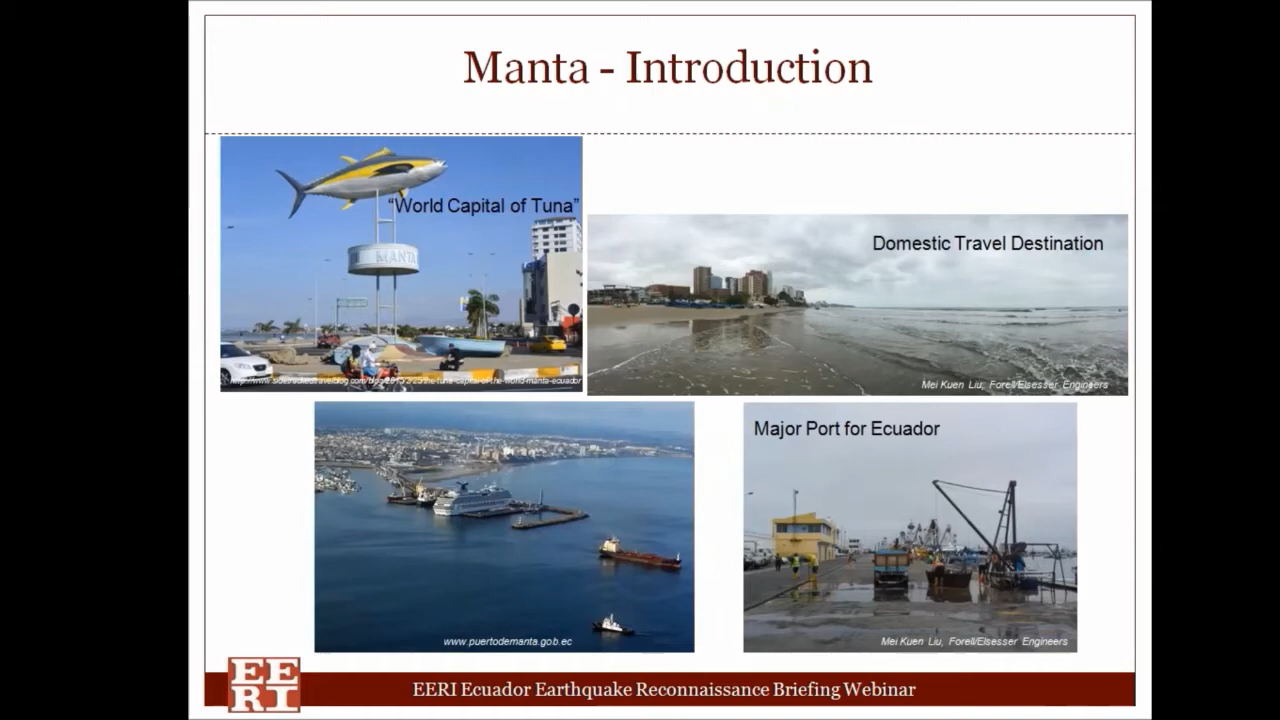 Manta - Introduction
“World Capital of Tuna”
MANTA
Domestic Travel Destination
Mei Kuen Liu, Forell/Elsesser Engineers
www.puertodemanta.gob.ec
Major Port for Ecuador
Mei Kuen Liu, Forell/Elsesser Engineers
EERI
EERI Ecuador Earthquake Reconnaissance Briefing Webinar